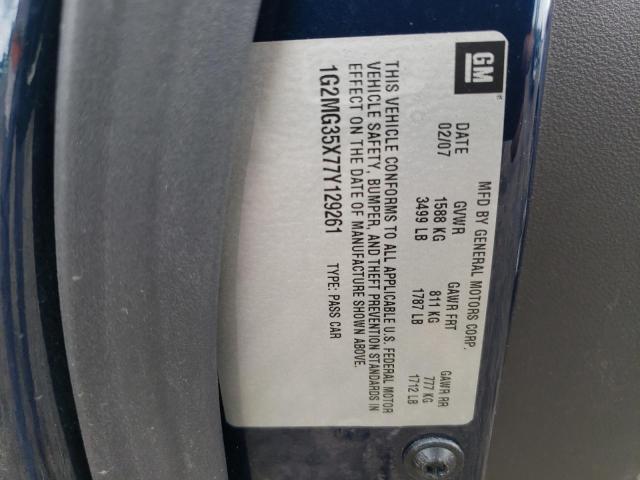 GM
MFD BY GENERAL MOTORS CORP.
DATE GVWR GAWR FRT GAWR RR
02/07 1588 KG 811 KG 777 KG
3499 LB 1787 LB 1712 LB
THIS VEHICLE CONFORMS TO ALL APPLICABLE U.S. FEDERAL MOTOR
VEHICLE SAFETY, BUMPER, AND THEFT PREVENTION STANDARDS IN
EFFECT ON THE DATE OF MANUFACTURE SHOWN ABOVE.
1G2MG35X77Y129261 TYPE: PASS CAR